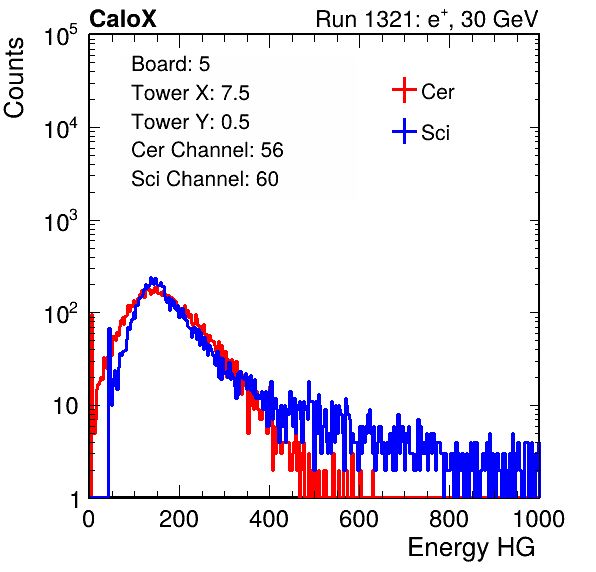 CaloX Run 1321: e⁺, 30 GeV
Board: 5
Tower X: 7.5
Tower Y: 0.5
Cer Channel: 56
Sci Channel: 60
Cer
Sci
Counts
10⁵
10⁴
10³
10²
10
1
0 200 400 600 800 1000
Energy HG